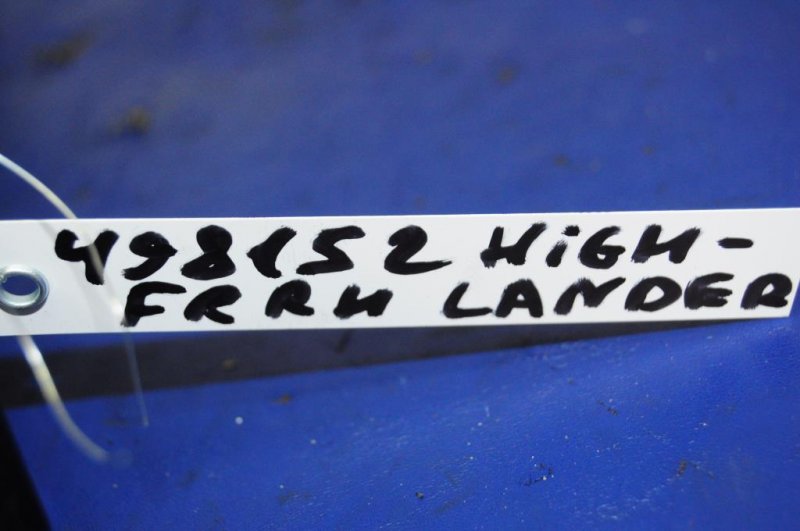 498152 HiGH-
FRRH LANDER